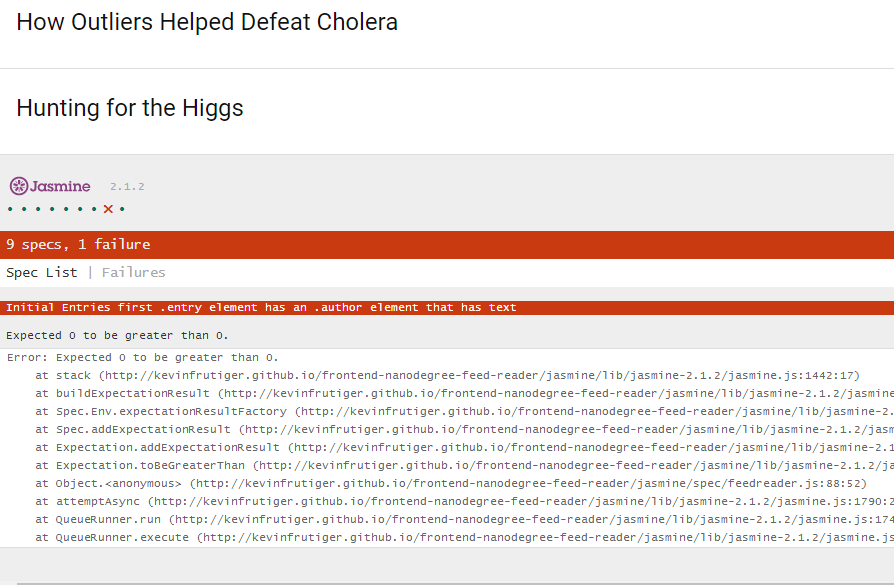 How Outliers Helped Defeat Cholera
Hunting for the Higgs
Jasmine 2.1.2
9 specs, 1 failure
Spec List | Failures
Initial Entries first .entry element has an .author element that has text
Expected 0 to be greater than 0.
Error: Expected 0 to be greater than 0.
at stack (http://kevinfrutiger.github.io/frontend-nanodegree-feed-reader/jasmine/lib/jasmine-2.1.2/jasmine.js:1442:17)
at buildExpectationResult (http://kevinfrutiger.github.io/frontend-nanodegree-feed-reader/jasmine/lib/jasmine-2.1.2/jasmine
at Spec.Env.expectationResultFactory (http://kevinfrutiger.github.io/frontend-nanodegree-feed-reader/jasmine/lib/jasmine-2.
at Spec.addExpectationResult (http://kevinfrutiger.github.io/frontend-nanodegree-feed-reader/jasmine/lib/jasmine-2.1.2/jasm
at Expectation.addExpectationResult (http://kevinfrutiger.github.io/frontend-nanodegree-feed-reader/jasmine/lib/jasmine-2.1
at Expectation.toBeGreaterThan (http://kevinfrutiger.github.io/frontend-nanodegree-feed-reader/jasmine/lib/jasmine-2.1.2/ja
at Object.<anonymous> (http://kevinfrutiger.github.io/frontend-nanodegree-feed-reader/jasmine/spec/feedreader.js:88:52)
at attemptAsync (http://kevinfrutiger.github.io/frontend-nanodegree-feed-reader/jasmine/lib/jasmine-2.1.2/jasmine.js:1790:2
at QueueRunner.run (http://kevinfrutiger.github.io/frontend-nanodegree-feed-reader/jasmine/lib/jasmine-2.1.2/jasmine.js:174
at QueueRunner.execute (http://kevinfrutiger.github.io/frontend-nanodegree-feed-reader/jasmine/lib/jasmine-2.1.2/jasmine.js